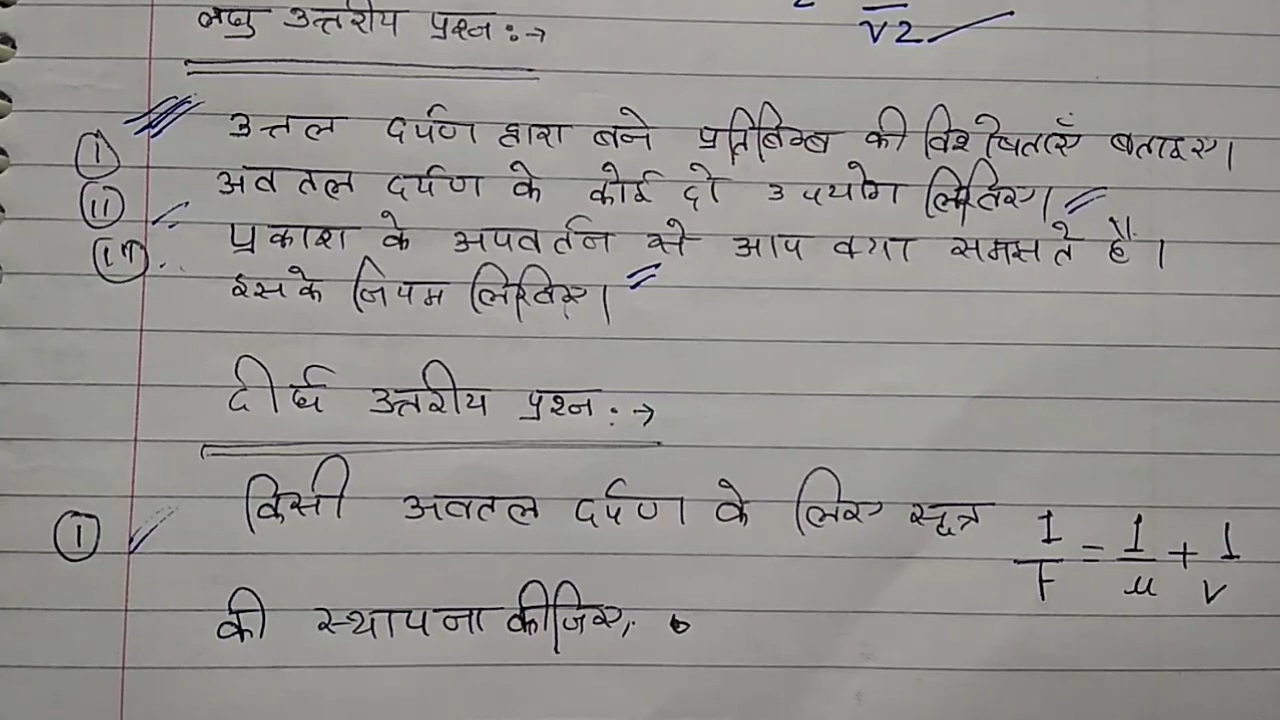 लघु उत्तरीय प्रश्न :→
√2
(i) उत्तल दर्पण द्वारा बने प्रतिबिम्ब की विशेषताएँ बताइए।
(ii) अवतल दर्पण के कोई दो उपयोग लिखिए।
प्रकाश के अपवर्तन से आप क्या समझते हैं।
इसके नियम लिखिए।
दीर्घ उत्तरीय प्रश्न :→
(1) किसी अवतल दर्पण के लिए सूत्र 1/F = 1/u + 1/v
की स्थापना कीजिए,